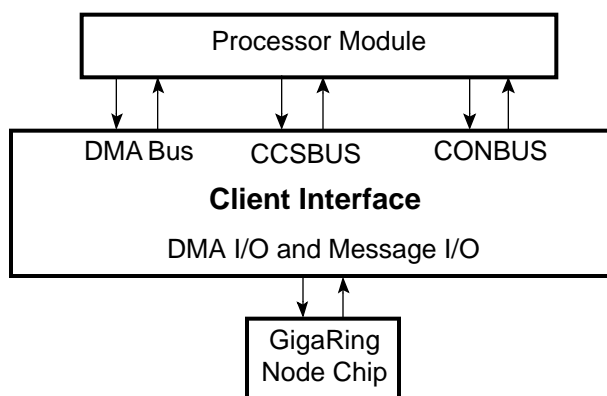 Processor Module
DMA Bus CCSBUS CONBUS
Client Interface
DMA I/O and Message I/O
GigaRing
Node Chip